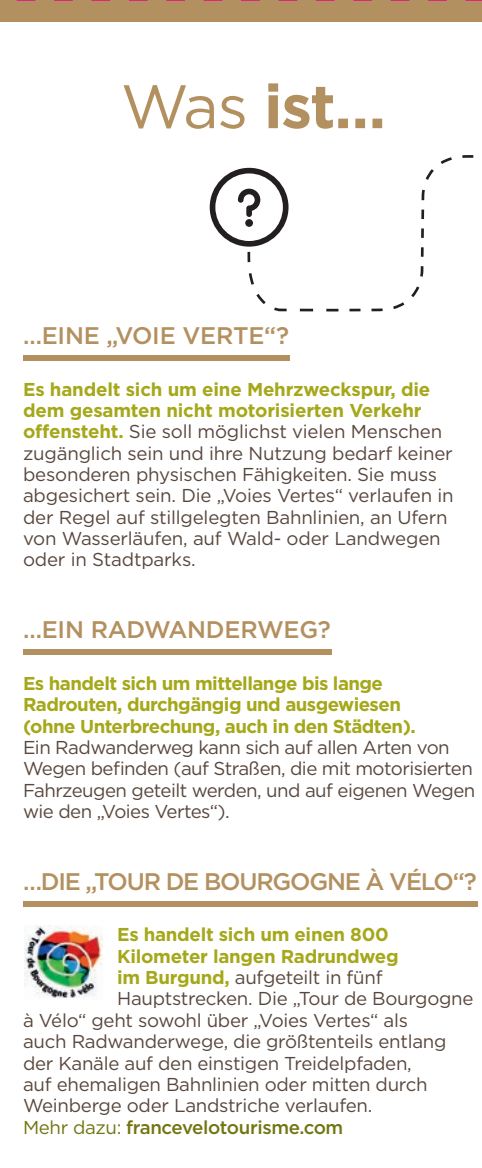 Was ist...
?
...EINE „VOIE VERTE“?
Es handelt sich um eine Mehrzweckspur, die
dem gesamten nicht motorisierten Verkehr
offensteht. Sie soll möglichst vielen Menschen
zugänglich sein und ihre Nutzung bedarf keiner
besonderen physischen Fähigkeiten. Sie muss
abgesichert sein. Die „Voies Vertes“ verlaufen in
der Regel auf stillgelegten Bahnlinien, an Ufern
von Wasserläufen, auf Wald- oder Landwegen
oder in Stadtparks.
...EIN RADWANDERWEG?
Es handelt sich um mittellange bis lange
Radrouten, durchgängig und ausgewiesen
(ohne Unterbrechung, auch in den Städten).
Ein Radwanderweg kann sich auf allen Arten von
Wegen befinden (auf Straßen, die mit motorisierten
Fahrzeugen geteilt werden, und auf eigenen Wegen
wie den „Voies Vertes“).
...DIE „TOUR DE BOURGOGNE À VÉLO“?
le Tour de Bourgogne à vélo
Es handelt sich um einen 800
Kilometer langen Radrundweg
im Burgund, aufgeteilt in fünf
Hauptstrecken. Die „Tour de Bourgogne
à Vélo“ geht sowohl über „Voies Vertes“ als
auch Radwanderwege, die größtenteils entlang
der Kanäle auf den einstigen Treidelpfaden,
auf ehemaligen Bahnlinien oder mitten durch
Weinberge oder Landstriche verlaufen.
Mehr dazu: francevelotourisme.com